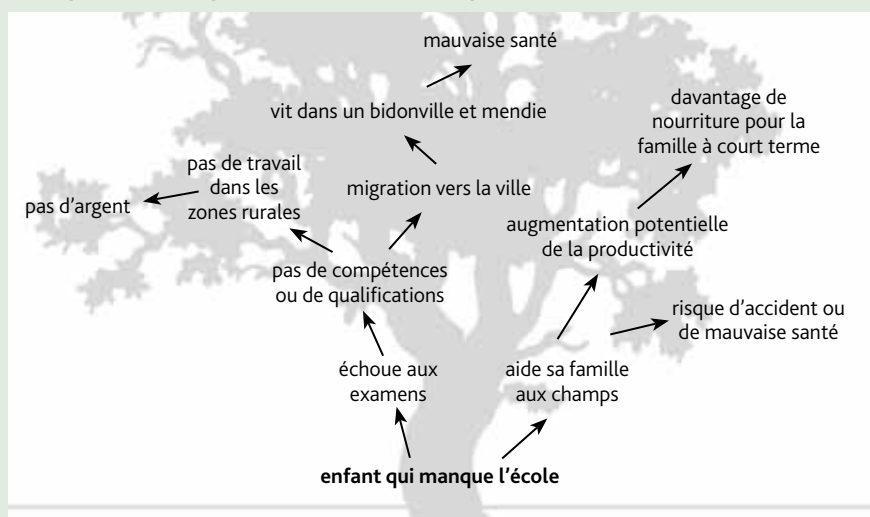 mauvaise santé
vit dans un bidonville et mendie
davantage de
nourriture pour la
famille à court terme
pas de travail
dans les
zones rurales
pas d'argent
migration vers la ville
augmentation potentielle
de la productivité
pas de compétences
ou de qualifications
risque d'accident ou
de mauvaise santé
échoue aux
examens
aide sa famille
aux champs
enfant qui manque l'école